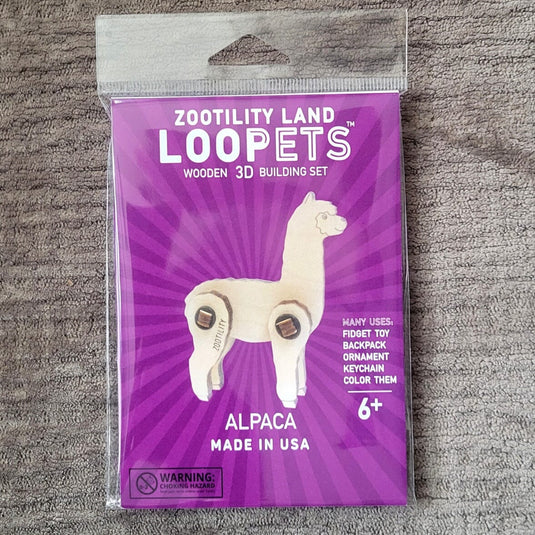 ZOOTILITY LAND
LOOPETS™
WOODEN 3D BUILDING SET
ZOOTILITY
MANY USES:
FIDGET TOY
BACKPACK
ORNAMENT
KEYCHAIN
COLOR THEM
6+
ALPACA
MADE IN USA
WARNING:
CHOKING HAZARD